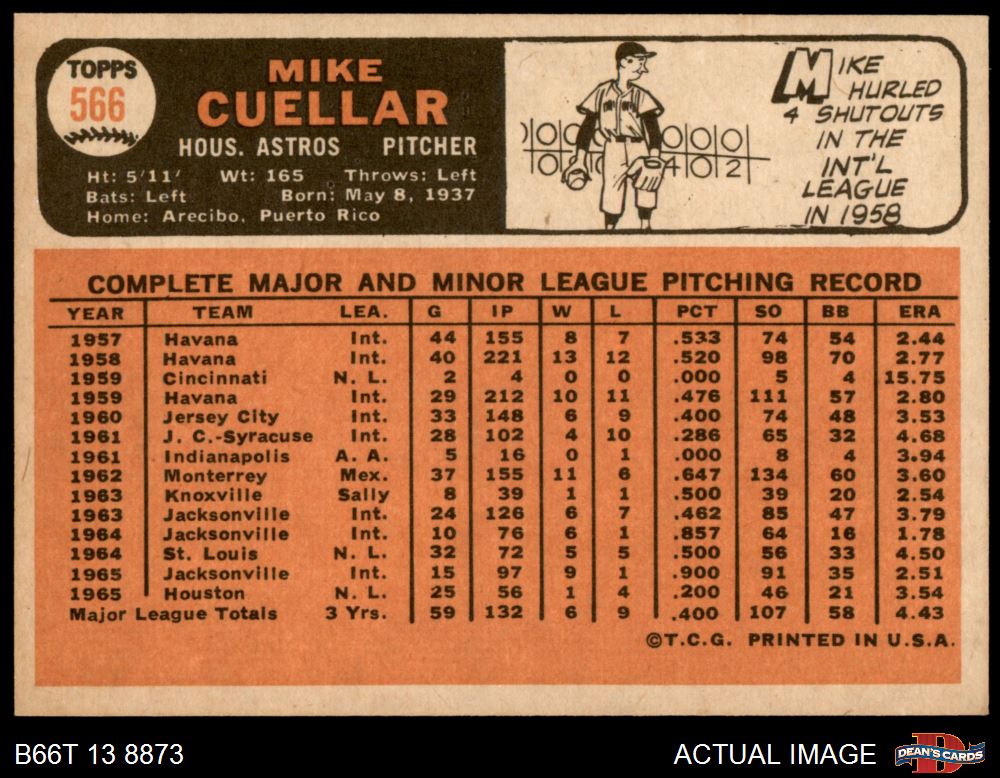 TOPPS
566
MIKE
CUELLAR
HOUS. ASTROS PITCHER
Ht: 5'11' Wt: 165 Throws: Left
Bats: Left Born: May 8, 1937
Home: Arecibo, Puerto Rico
MIKE
HURLED
4 SHUTOUTS
IN THE
INT'L
LEAGUE
IN 1958
COMPLETE MAJOR AND MINOR LEAGUE PITCHING RECORD
YEAR TEAM LEA. G IP W L PCT SO BB ERA
1957 Havana Int. 44 155 8 7 .533 74 54 2.44
1958 Havana Int. 40 221 13 12 .520 98 70 2.77
1959 Cincinnati N. L. 2 4 0 0 .000 5 4 15.75
1959 Havana Int. 29 212 10 11 .476 111 57 2.80
1960 Jersey City Int. 33 148 6 9 .400 74 48 3.53
1961 J. C.-Syracuse Int. 28 102 4 10 .286 65 32 4.68
1961 Indianapolis A. A. 5 16 0 1 .000 8 4 3.94
1962 Monterrey Mex. 37 155 11 6 .647 134 60 3.60
1963 Knoxville Sally 8 39 1 1 .500 39 20 2.54
1963 Jacksonville Int. 24 126 6 7 .462 85 47 3.79
1964 Jacksonville Int. 10 76 6 1 .857 64 16 1.78
1964 St. Louis N. L. 32 72 5 5 .500 56 33 4.50
1965 Jacksonville Int. 15 97 9 1 .900 91 35 2.51
1965 Houston N. L. 25 56 1 4 .200 46 21 3.54
Major League Totals 3 Yrs. 59 132 6 9 .400 107 58 4.43
©T.C.G. PRINTED IN U.S.A.
B66T 13 8873
ACTUAL IMAGE
DEAN'S CARDS